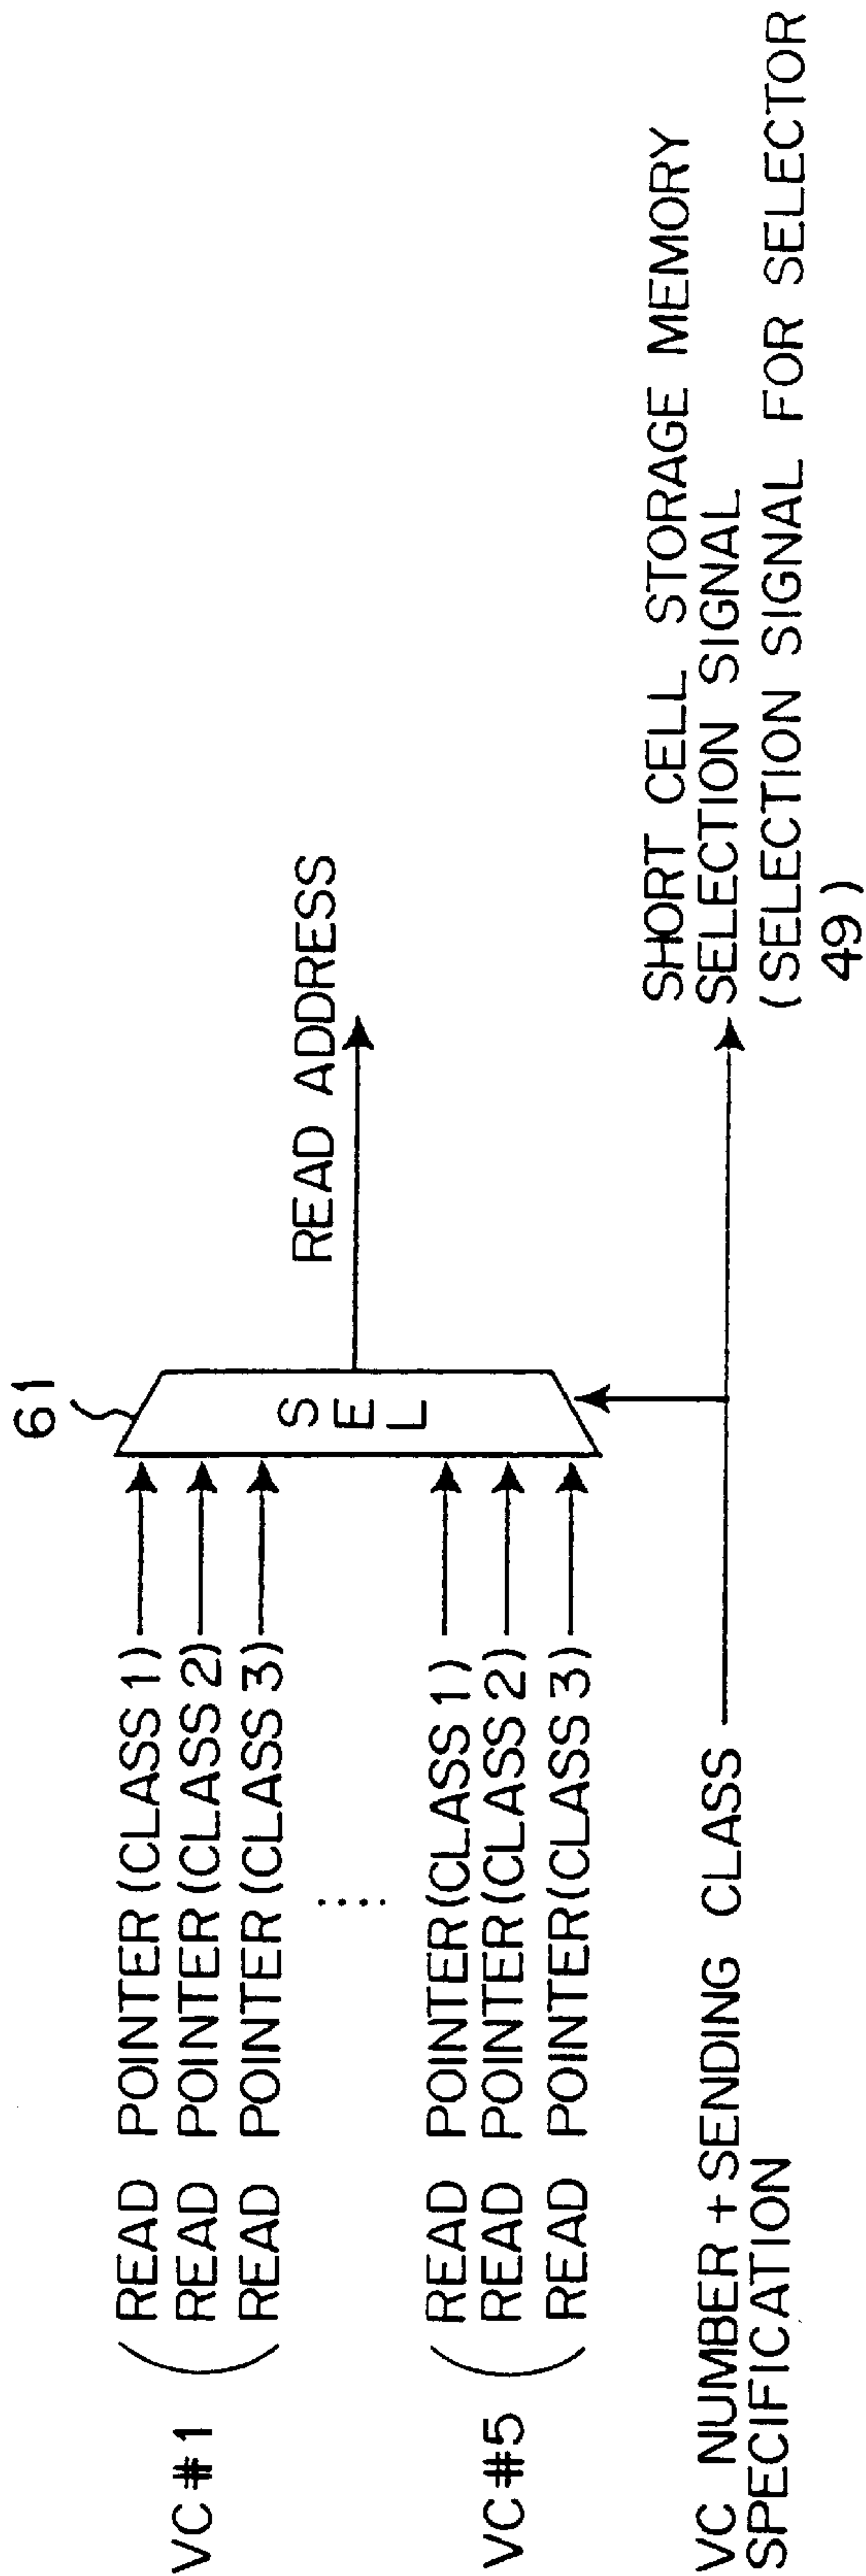 61
VC #1
READ POINTER (CLASS 1)
READ POINTER (CLASS 2)
READ POINTER (CLASS 3)
....
VC #5
READ POINTER (CLASS 1)
READ POINTER (CLASS 2)
READ POINTER (CLASS 3)
SEL
READ ADDRESS
VC NUMBER + SENDING CLASS
SPECIFICATION
SHORT CELL STORAGE MEMORY
SELECTION SIGNAL
(SELECTION SIGNAL FOR SELECTOR
49)